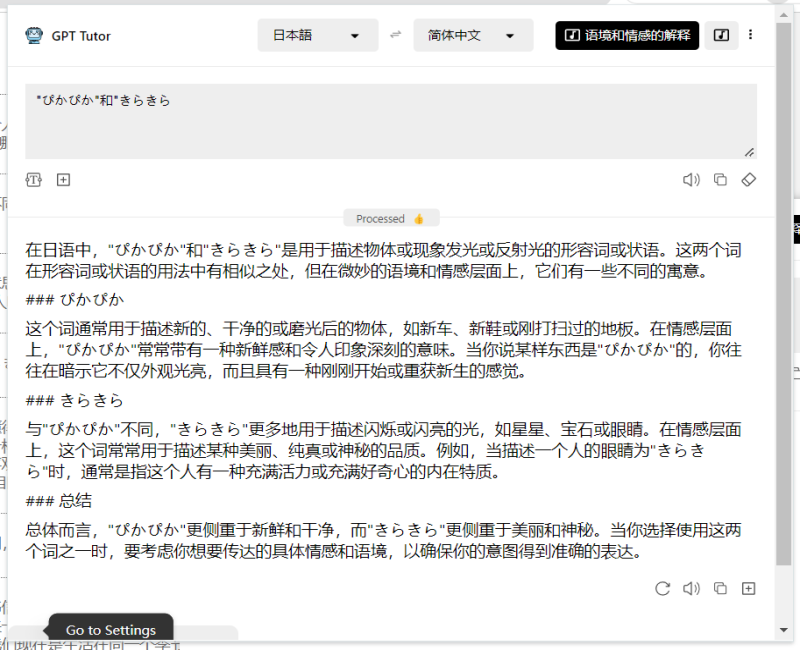 GPT Tutor
日本語
简体中文
语境和情感的解释
*ぴかぴか*和*きらきら
Processed 👍
在日语中，"ぴかぴか"和"きらきら"是用于描述物体或现象发光或反射光的形容词或状语。这两个词
在形容词或状语的用法中有相似之处，但在微妙的语境和情感层面上，它们有一些不同的寓意。
### ぴかぴか
这个词通常用于描述新的、干净的或磨光后的物体，如新车、新鞋或刚打扫过的地板。在情感层面
上，"ぴかぴか"常常带有一种新鲜感和令人印象深刻的意味。当你说某样东西是"ぴかぴか"的，你往
往在暗示它不仅外观光亮，而且具有一种刚刚开始或重获新生的感觉。
### きらきら
与"ぴかぴか"不同，"きらきら"更多地用于描述闪烁或闪亮的光，如星星、宝石或眼睛。在情感层面
上，这个词常常用于描述某种美丽、纯真或神秘的品质。例如，当描述一个人的眼睛为"きらき
ら"时，通常是指这个人有一种充满活力或充满好奇心的内在特质。
### 总结
总体而言，"ぴかぴか"更侧重于新鲜和干净，而"きらきら"更侧重于美丽和神秘。当你选择使用这两
个词之一时，要考虑你想要传达的具体情感和语境，以确保你的意图得到准确的表达。
Go to Settings